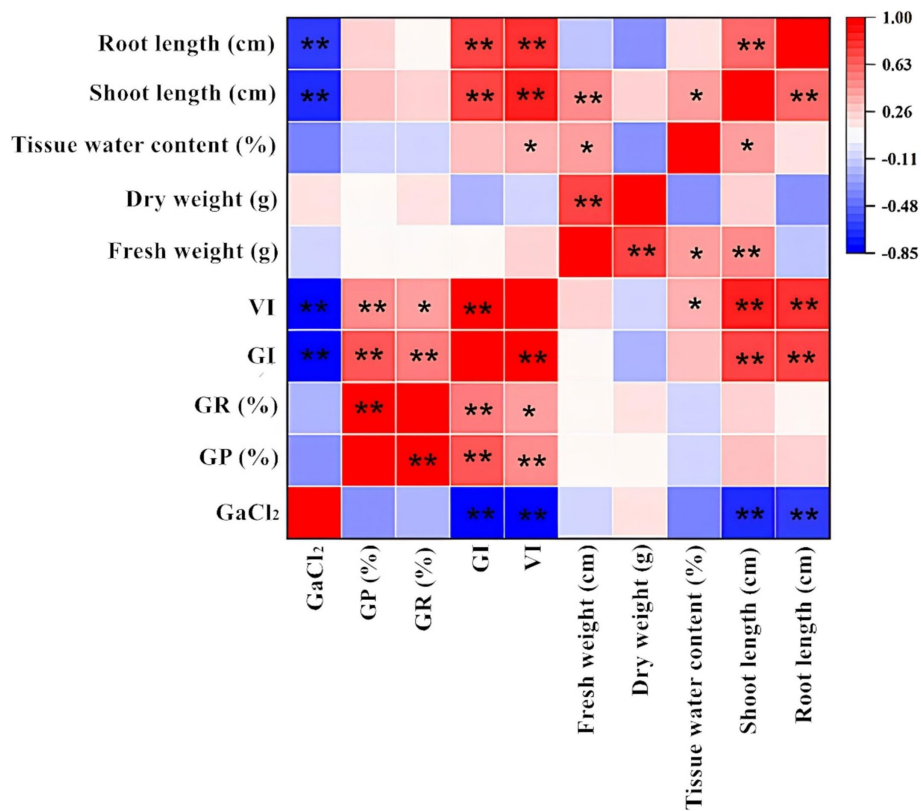 Root length (cm) ** ** ** **
Shoot length (cm) ** ** ** ** * **
Tissue water content (%) * * *
Dry weight (g) **
Fresh weight (g) ** * **
VI ** ** * ** * ** **
GI ** ** ** ** ** **
GR (%) ** ** *
GP (%) ** ** **
GaCl₂ ** ** ** **
GaCl₂
GP (%)
GR (%)
GI
VI
Fresh weight (cm)
Dry weight (g)
Tissue water content (%)
Shoot length (cm)
Root length (cm)
1.00
0.63
0.26
-0.11
-0.48
-0.85